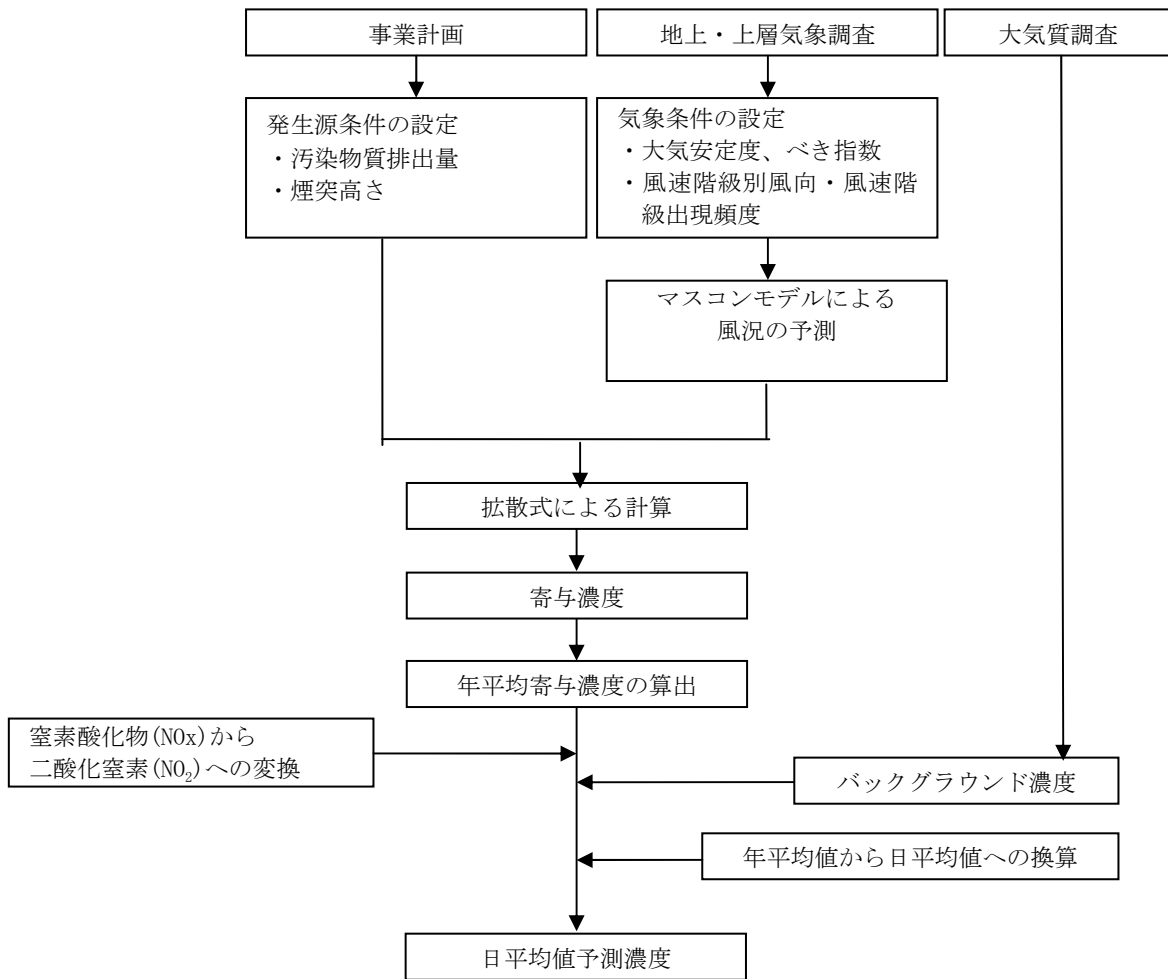 事業計画
地上・上層気象調査
大気質調査
発生源条件の設定
・汚染物質排出量
・煙突高さ
気象条件の設定
・大気安定度、べき指数
・風速階級別風向・風速階
級出現頻度
マスコンモデルによる
風況の予測
拡散式による計算
寄与濃度
年平均寄与濃度の算出
窒素酸化物(NOx)から
二酸化窒素(NO₂)への変換
バックグラウンド濃度
年平均値から日平均値への換算
日平均値予測濃度